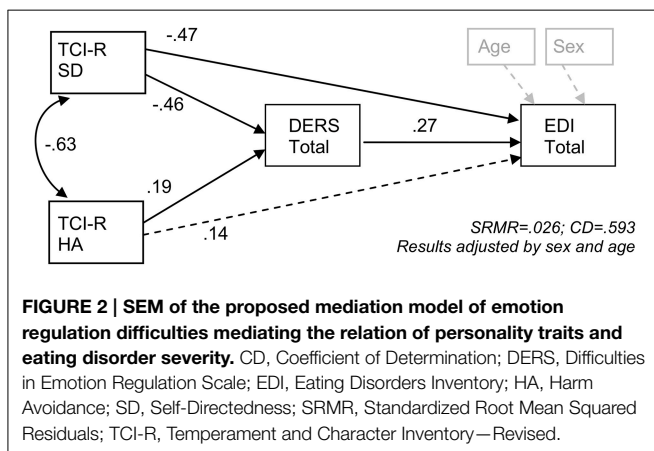 TCI-R
SD
-.47
Age
Sex
-.46
DERS
Total
.27
EDI
Total
-.63
.19
TCI-R
HA
.14
SRMR=.026; CD=.593
Results adjusted by sex and age
FIGURE 2 | SEM of the proposed mediation model of emotion
regulation difficulties mediating the relation of personality traits and
eating disorder severity. CD, Coefficient of Determination; DERS, Difficulties
in Emotion Regulation Scale; EDI, Eating Disorders Inventory; HA, Harm
Avoidance; SD, Self-Directedness; SRMR, Standardized Root Mean Squared
Residuals; TCI-R, Temperament and Character Inventory—Revised.